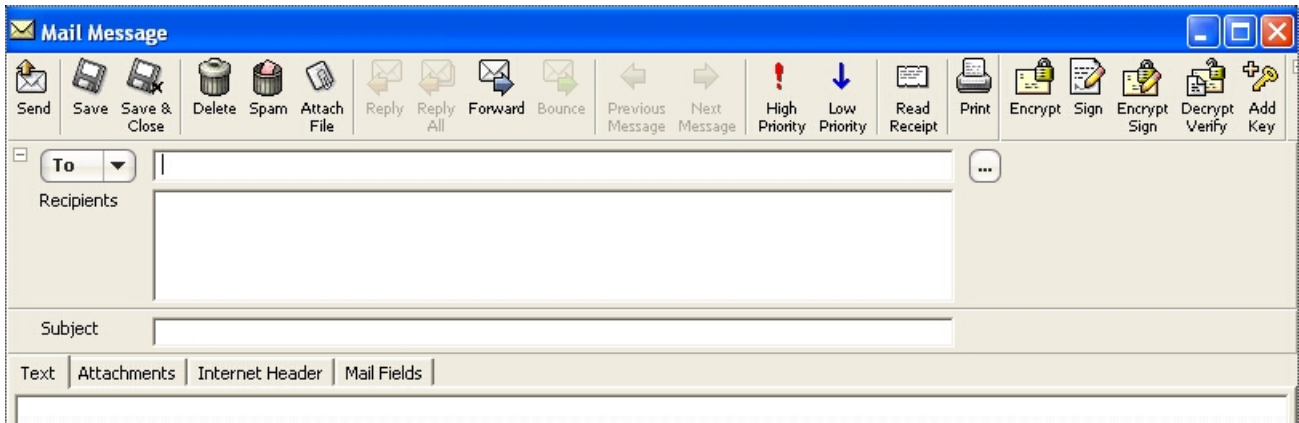 Mail Message
Send Save Save & Delete Spam Attach Reply Reply Forward Bounce Previous Next High Low Read Print Encrypt Sign Encrypt Decrypt Add
Close File All Message Message Priority Priority Receipt Sign Verify Key
To ...
Recipients
Subject
Text Attachments Internet Header Mail Fields